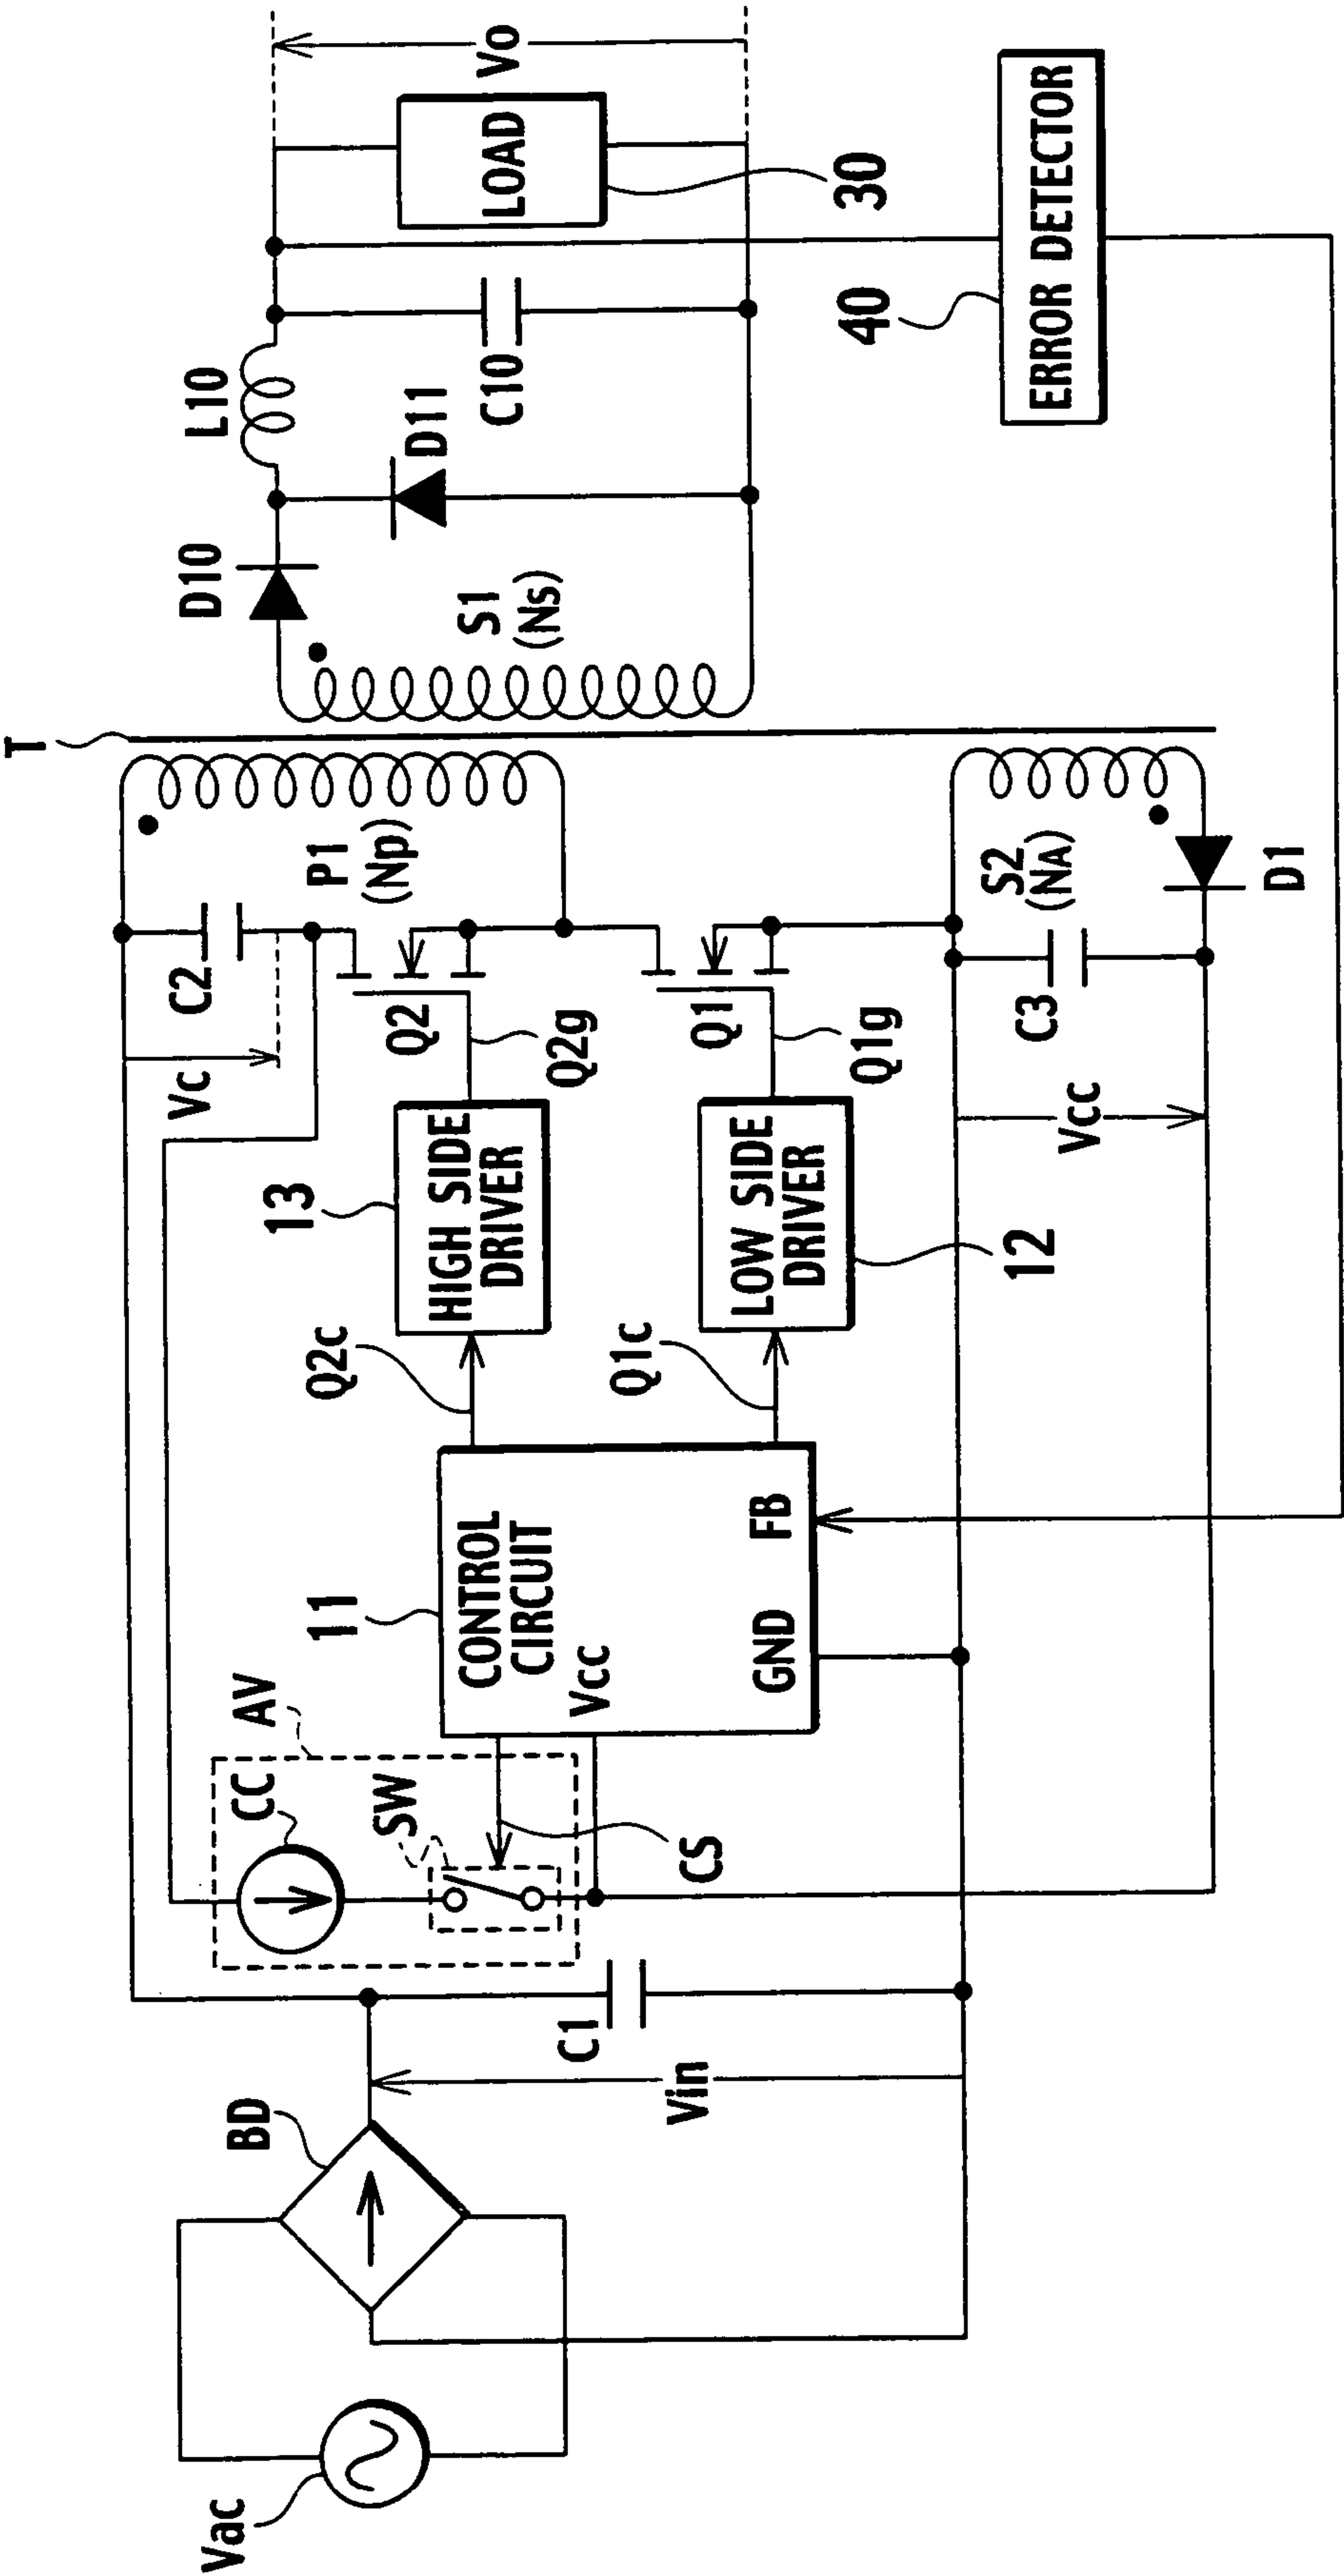 Vac
BD
Vin
C1
AV
CC
SW
CS
11
CONTROL
CIRCUIT
Vcc
GND
FB
Q2c
Q1c
13
HIGH SIDE
DRIVER
LOW SIDE
DRIVER
12
Vc
C2
Q2
Q2g
Q1
Q1g
Vcc
C3
P1
(Np)
S2
(NA)
D1
T
S1
(Ns)
D10
D11
L10
C10
LOAD
30
Vo
40
ERROR DETECTOR